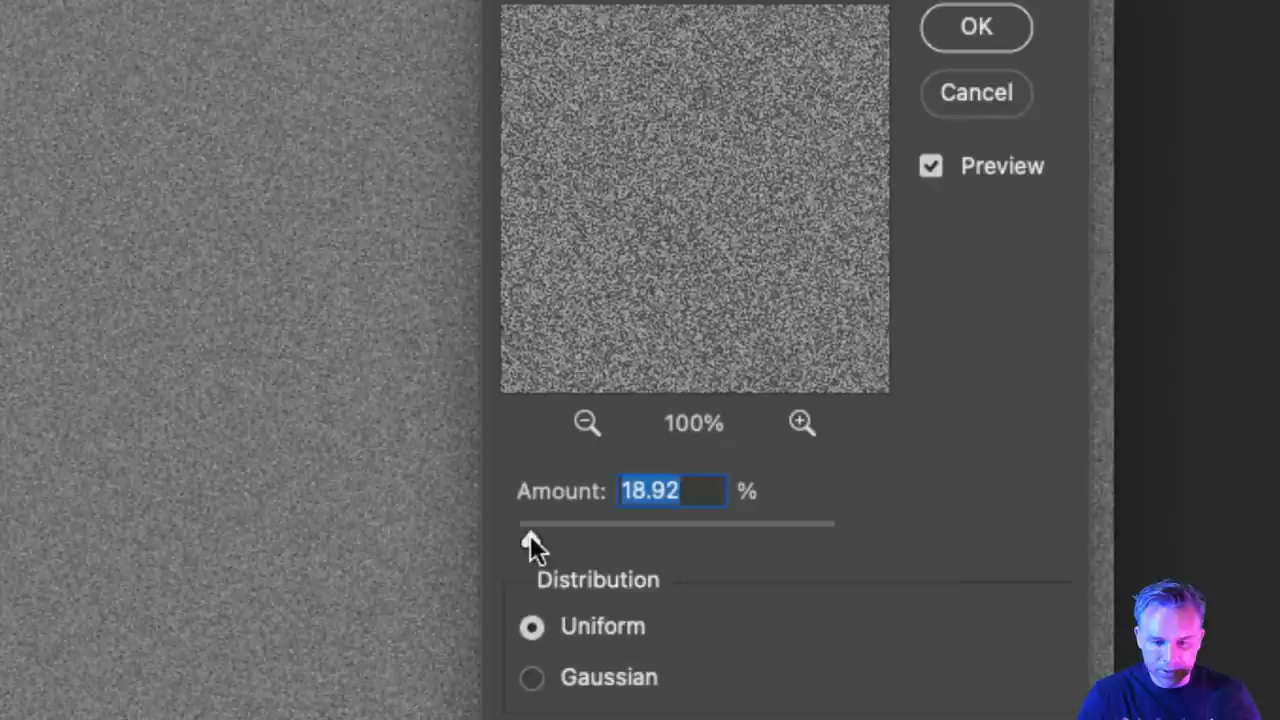 OK
Cancel
Preview
100%
Amount: 18.92 %
Distribution
Uniform
Gaussian